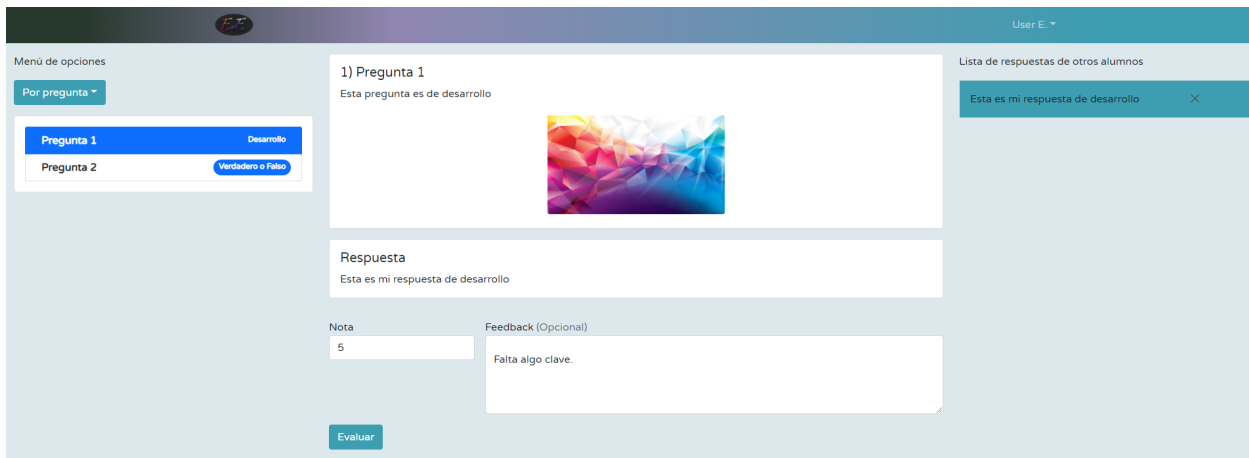 User E.
Menú de opciones
Por pregunta
Pregunta 1 Desarrollo
Pregunta 2 Verdadero o Falso
1) Pregunta 1
Esta pregunta es de desarrollo
Respuesta
Esta es mi respuesta de desarrollo
Nota
5
Feedback (Opcional)
Falta algo clave.
Evaluar
Lista de respuestas de otros alumnos
Esta es mi respuesta de desarrollo